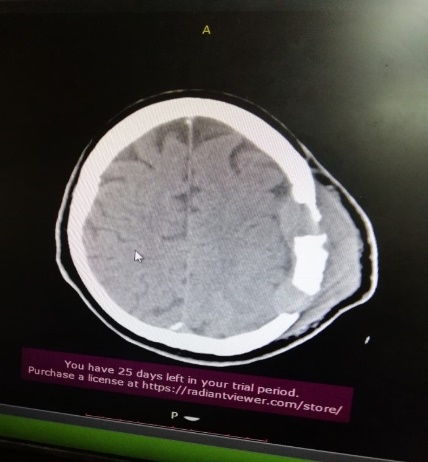 A
You have 25 days left in your trial period.
Purchase a license at https://radiantviewer.com/store/
P